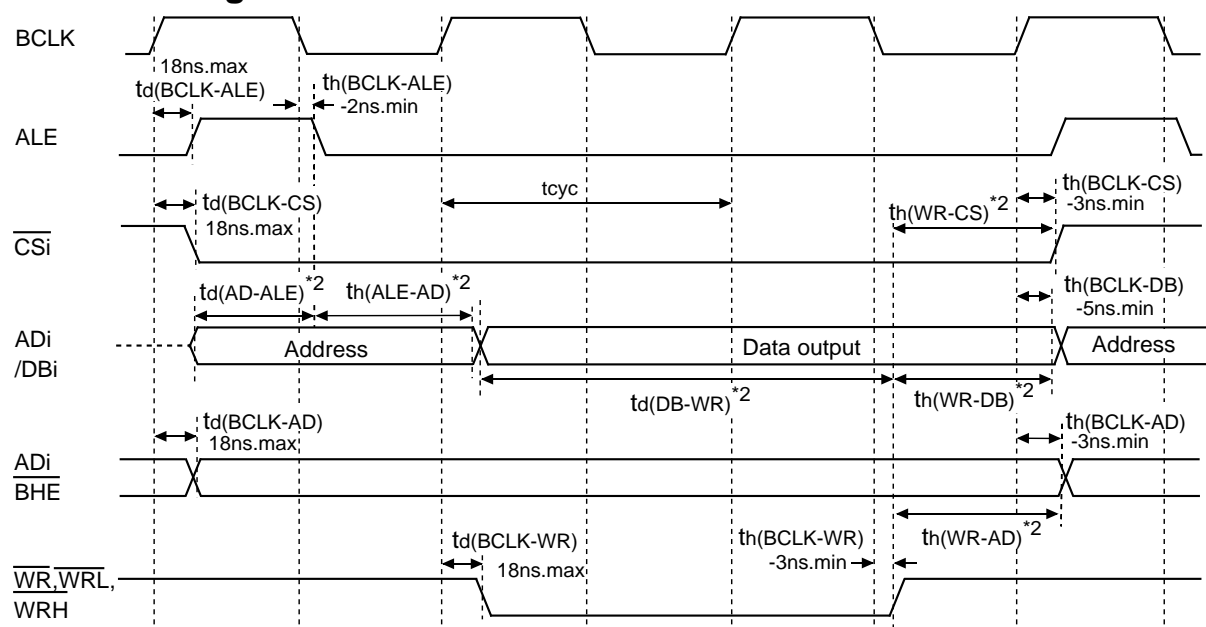 BCLK
18ns.max
td(BCLK-ALE)
th(BCLK-ALE)
-2ns.min
ALE
tcyc
td(BCLK-CS)
18ns.max
th(BCLK-CS)
-3ns.min
th(WR-CS)*2
CSi
td(AD-ALE)*2
th(ALE-AD)*2
th(BCLK-DB)
-5ns.min
ADi
/DBi
Address
Data output
Address
td(DB-WR)*2
th(WR-DB)*2
td(BCLK-AD)
18ns.max
th(BCLK-AD)
-3ns.min
ADi
BHE
th(WR-AD)*2
td(BCLK-WR)
18ns.max
th(BCLK-WR)
-3ns.min
WR,WRL,
WRH